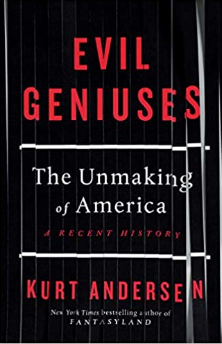 EVIL
GENIUSES
The Unmaking
of America
A RECENT HISTORY
KURT ANDERSEN
New York Times bestselling author of
FANTASYLAND